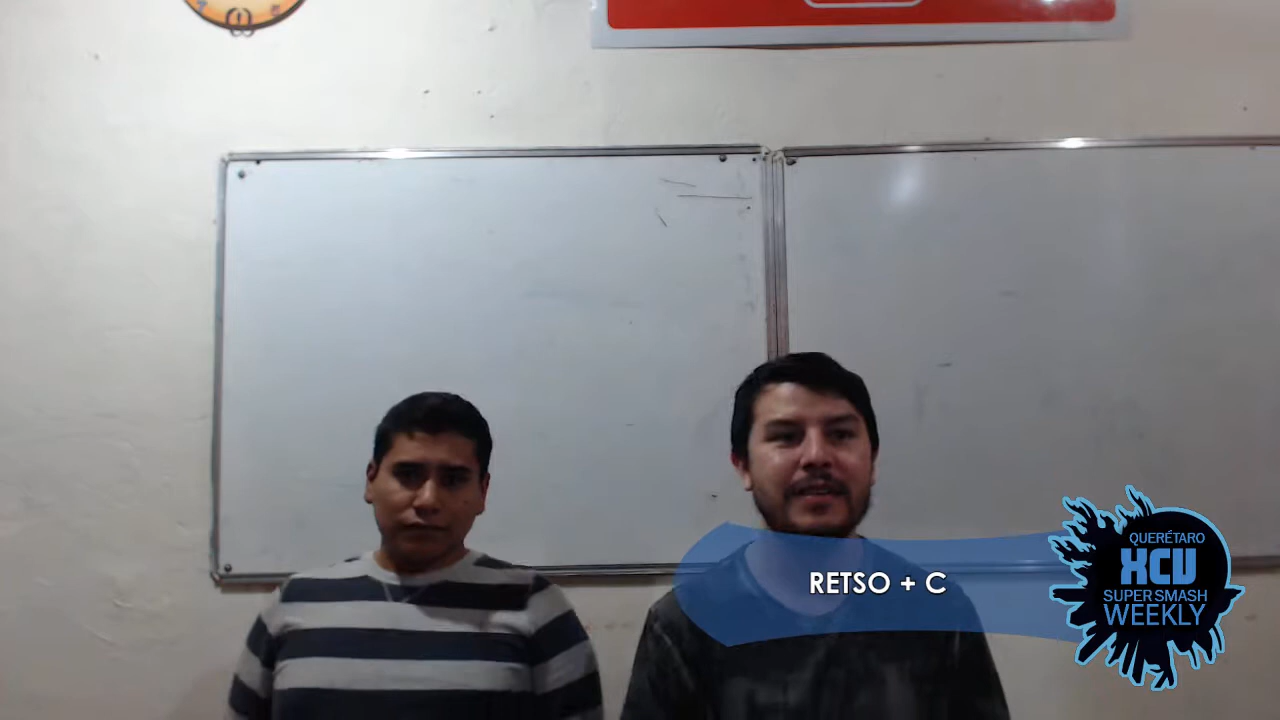 RETSO + C
QUERÉTARO
XCU
SUPER SMASH
WEEKLY